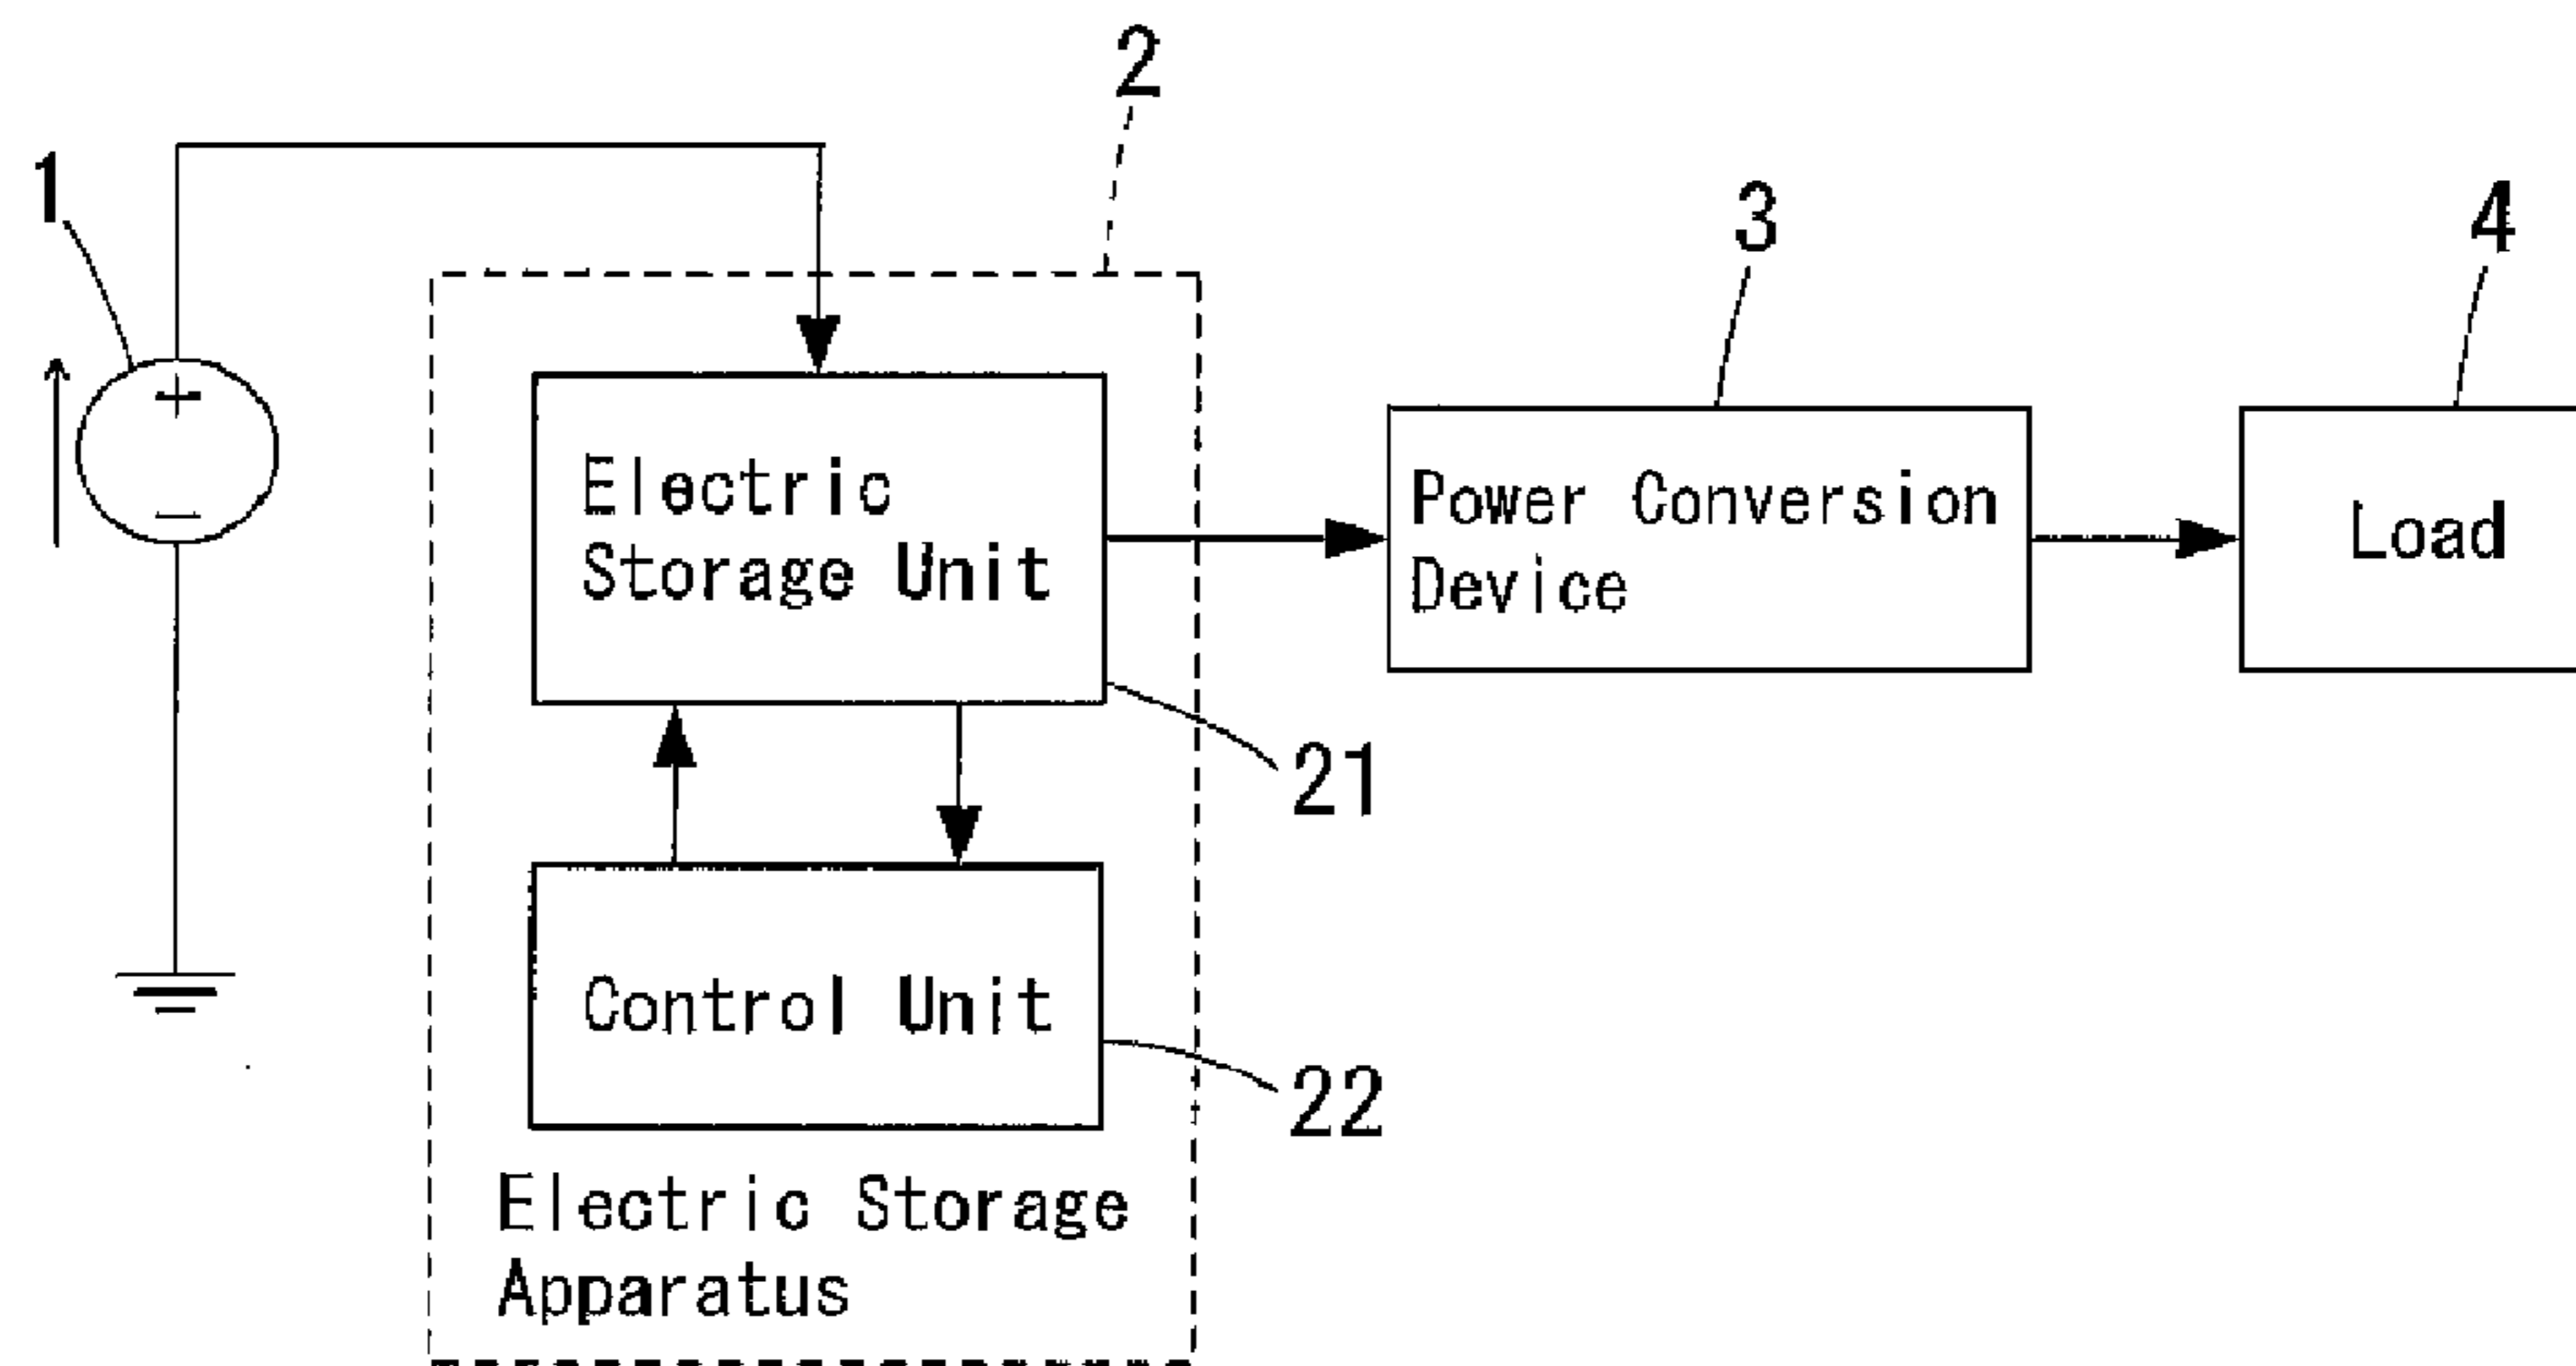 2
1
3
4
+
−
Electric
Storage Unit
Power Conversion
Device
Load
21
Control Unit
22
Electric Storage
Apparatus